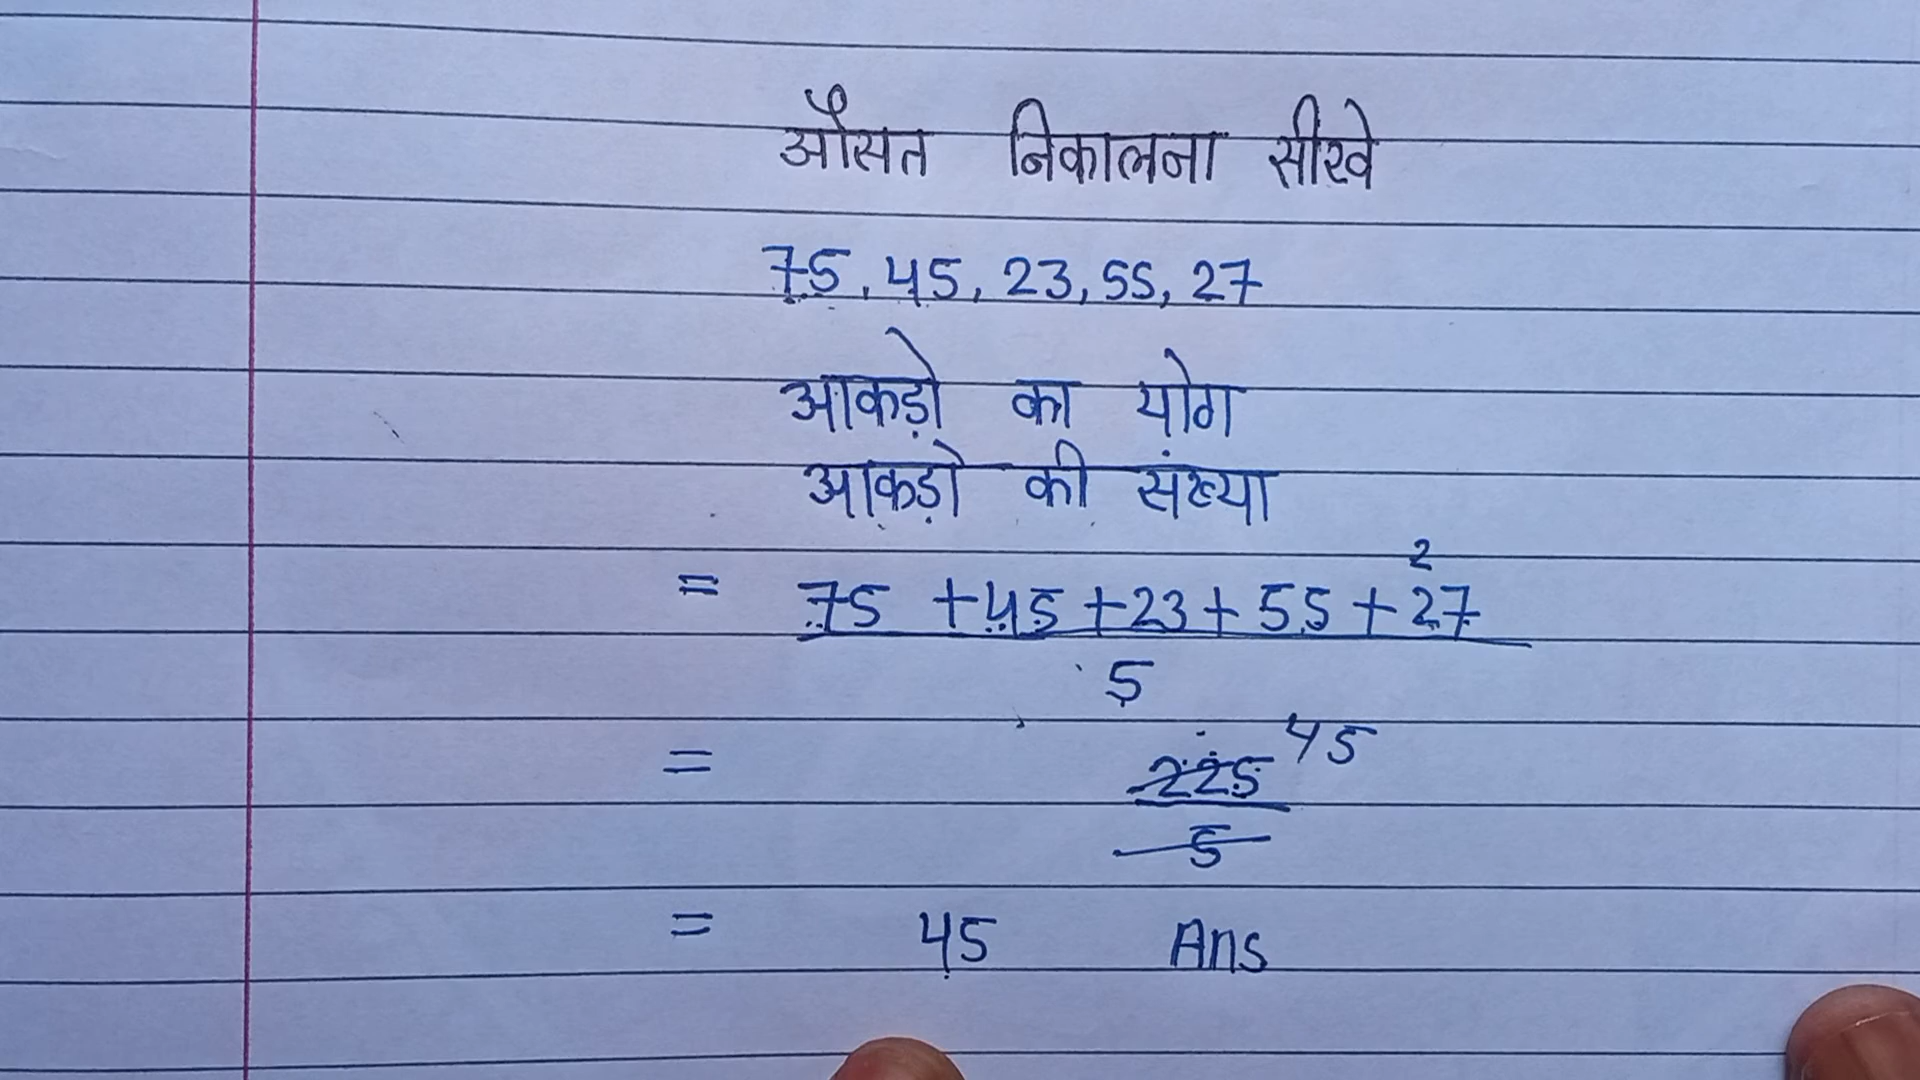 औसत निकालना सीखे
75, 45, 23, 55, 27
आकड़ो का योग
आकड़ो की संख्या
2
= 75 + 45 + 23 + 55 + 27
5
45
= 225
5
= 45 Ans